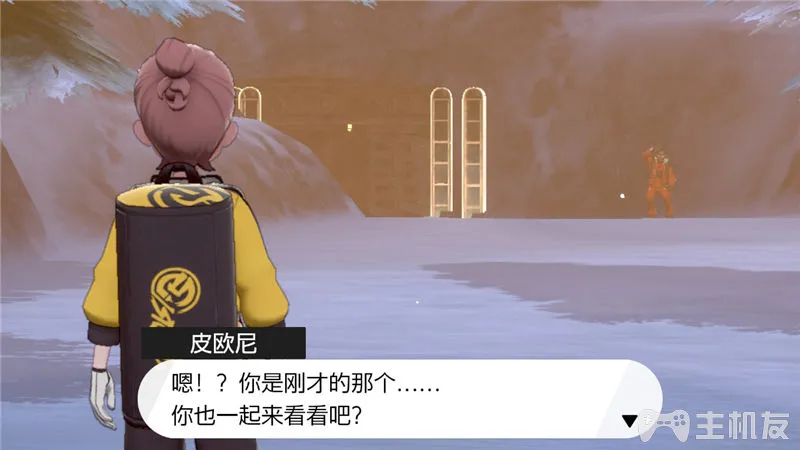 皮欧尼
嗯！？你是刚才的那个……
你也一起来看看吧？
主机友